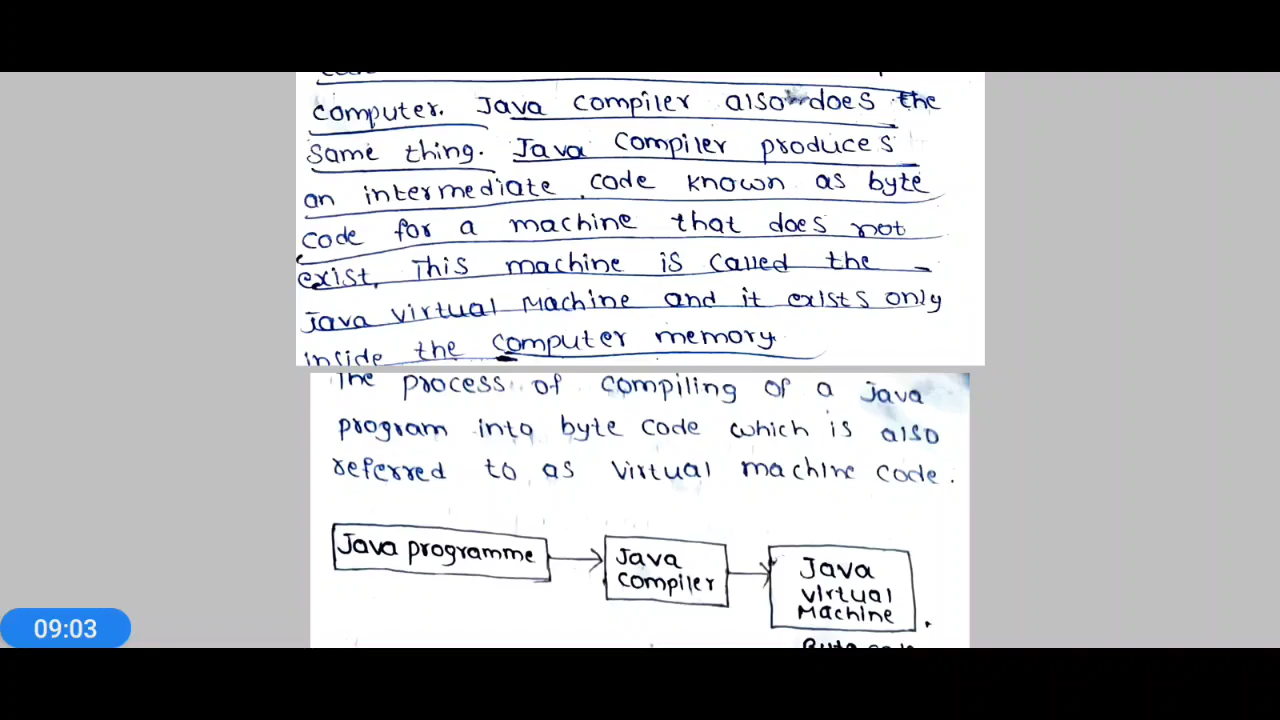 computer. Java compiler also does the
same thing. Java compiler produces
an intermediate code known as byte
code for a machine that does not
exist. This machine is called the
java virtual Machine and it exists only
inside the computer memory.
The process of compiling of a Java
program into byte code which is also
referred to as virtual machine code.
Java programme
Java
compiler
Java
virtual
Machine
09:03